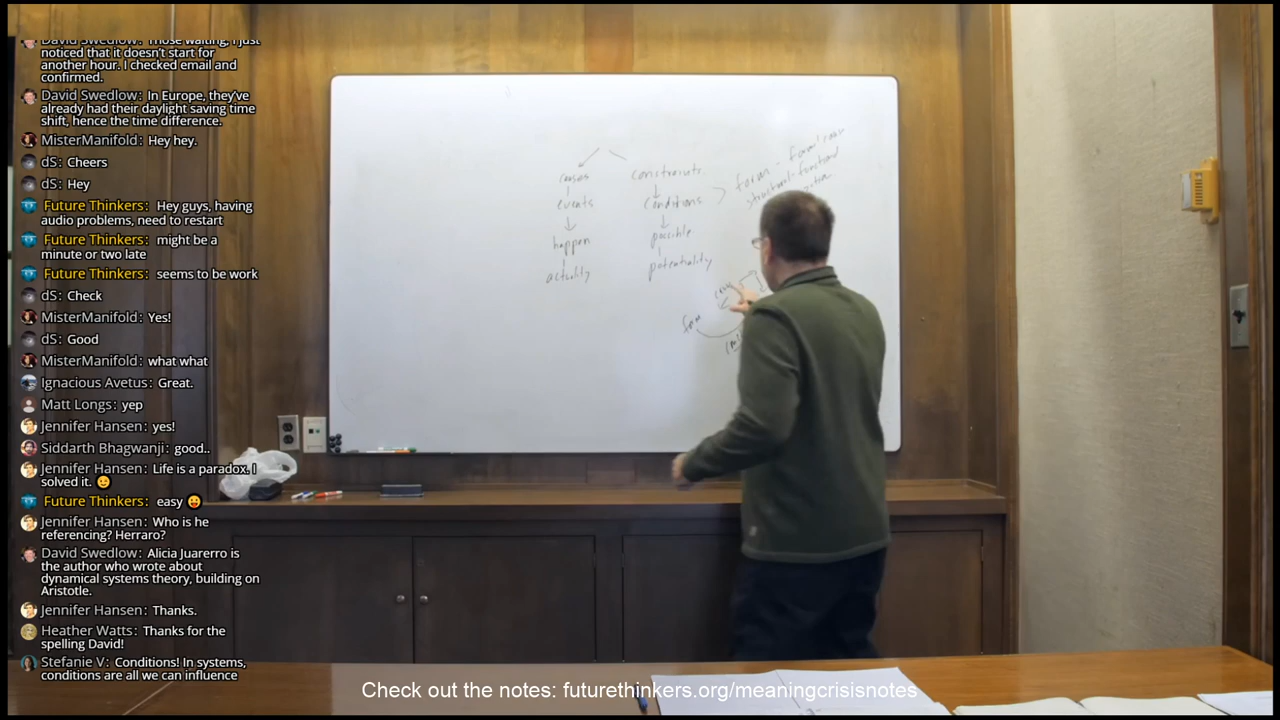 David Swedlow: Those waiting, I just
noticed that it doesn't start for
another hour. I checked email and
confirmed.
David Swedlow: In Europe, they've
already had their daylight saving time
shift, hence the time difference.
MisterManifold: Hey hey.
dS: Cheers
dS: Hey
Future Thinkers: Hey guys, having
audio problems, need to restart
Future Thinkers: might be a
minute or two late
Future Thinkers: seems to be work
dS: Check
MisterManifold: Yes!
dS: Good
MisterManifold: what what
Ignacious Avetus: Great.
Matt Longs: yep
Jennifer Hansen: yes!
Siddarth Bhagwanji: good..
Jennifer Hansen: Life is a paradox. I
solved it. 😉
Future Thinkers: easy 😛
Jennifer Hansen: Who is he
referencing? Herraro?
David Swedlow: Alicia Juarerro is
the author who wrote about
dynamical systems theory, building on
Aristotle.
Jennifer Hansen: Thanks.
Heather Watts: Thanks for the
spelling David!
Stefanie V: Conditions! In systems,
conditions are all we can influence
causes
events
happen
actuality
constraints
conditions
possible
potentiality
form -
structural-functional
form
Check out the notes: futurethinkers.org/meaningcrisisnotes